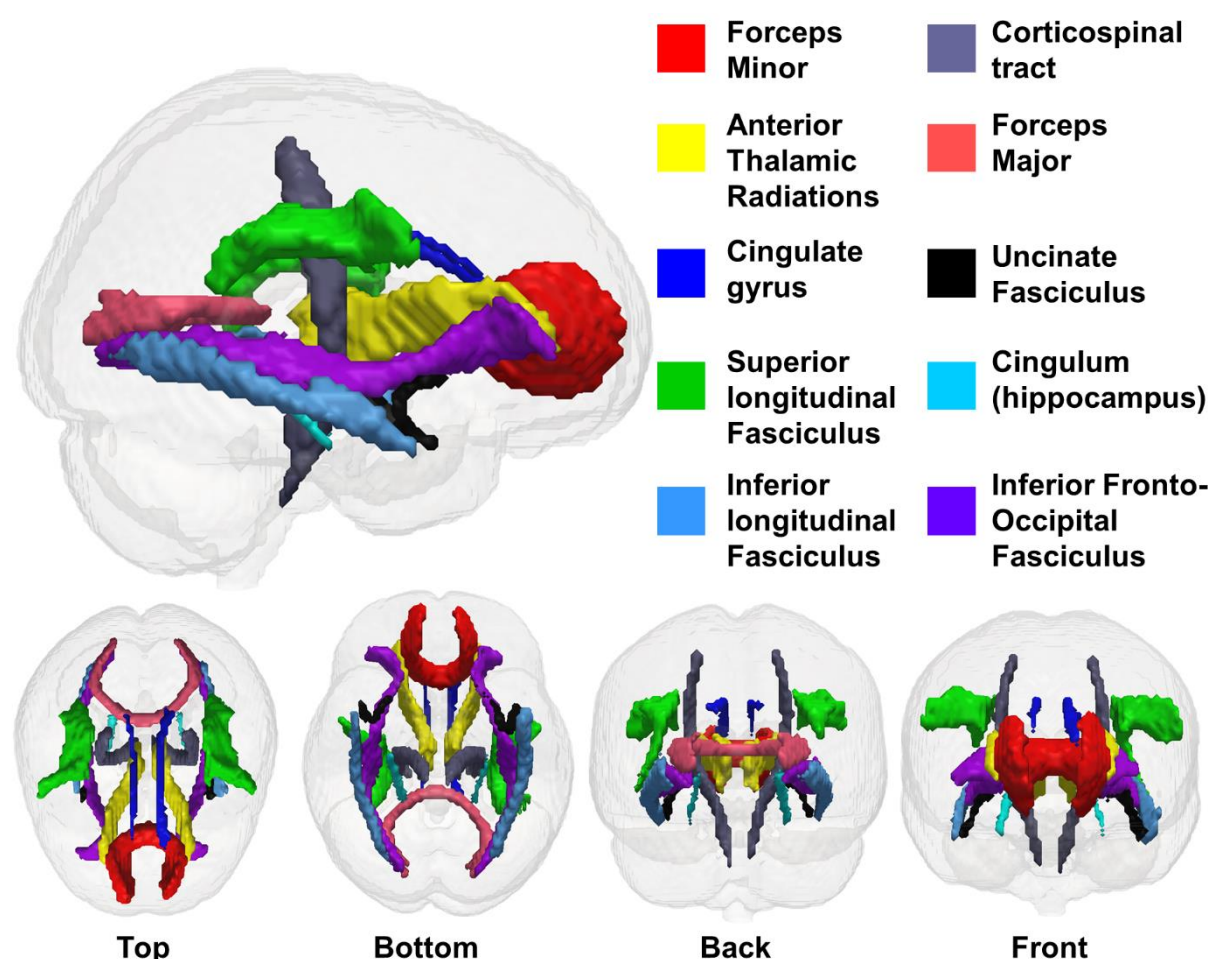 Forceps
Minor
Corticospinal
tract
Anterior
Thalamic
Radiations
Forceps
Major
Cingulate
gyrus
Uncinate
Fasciculus
Superior
longitudinal
Fasciculus
Cingulum
(hippocampus)
Inferior
longitudinal
Fasciculus
Inferior Fronto-
Occipital
Fasciculus
Top
Bottom
Back
Front